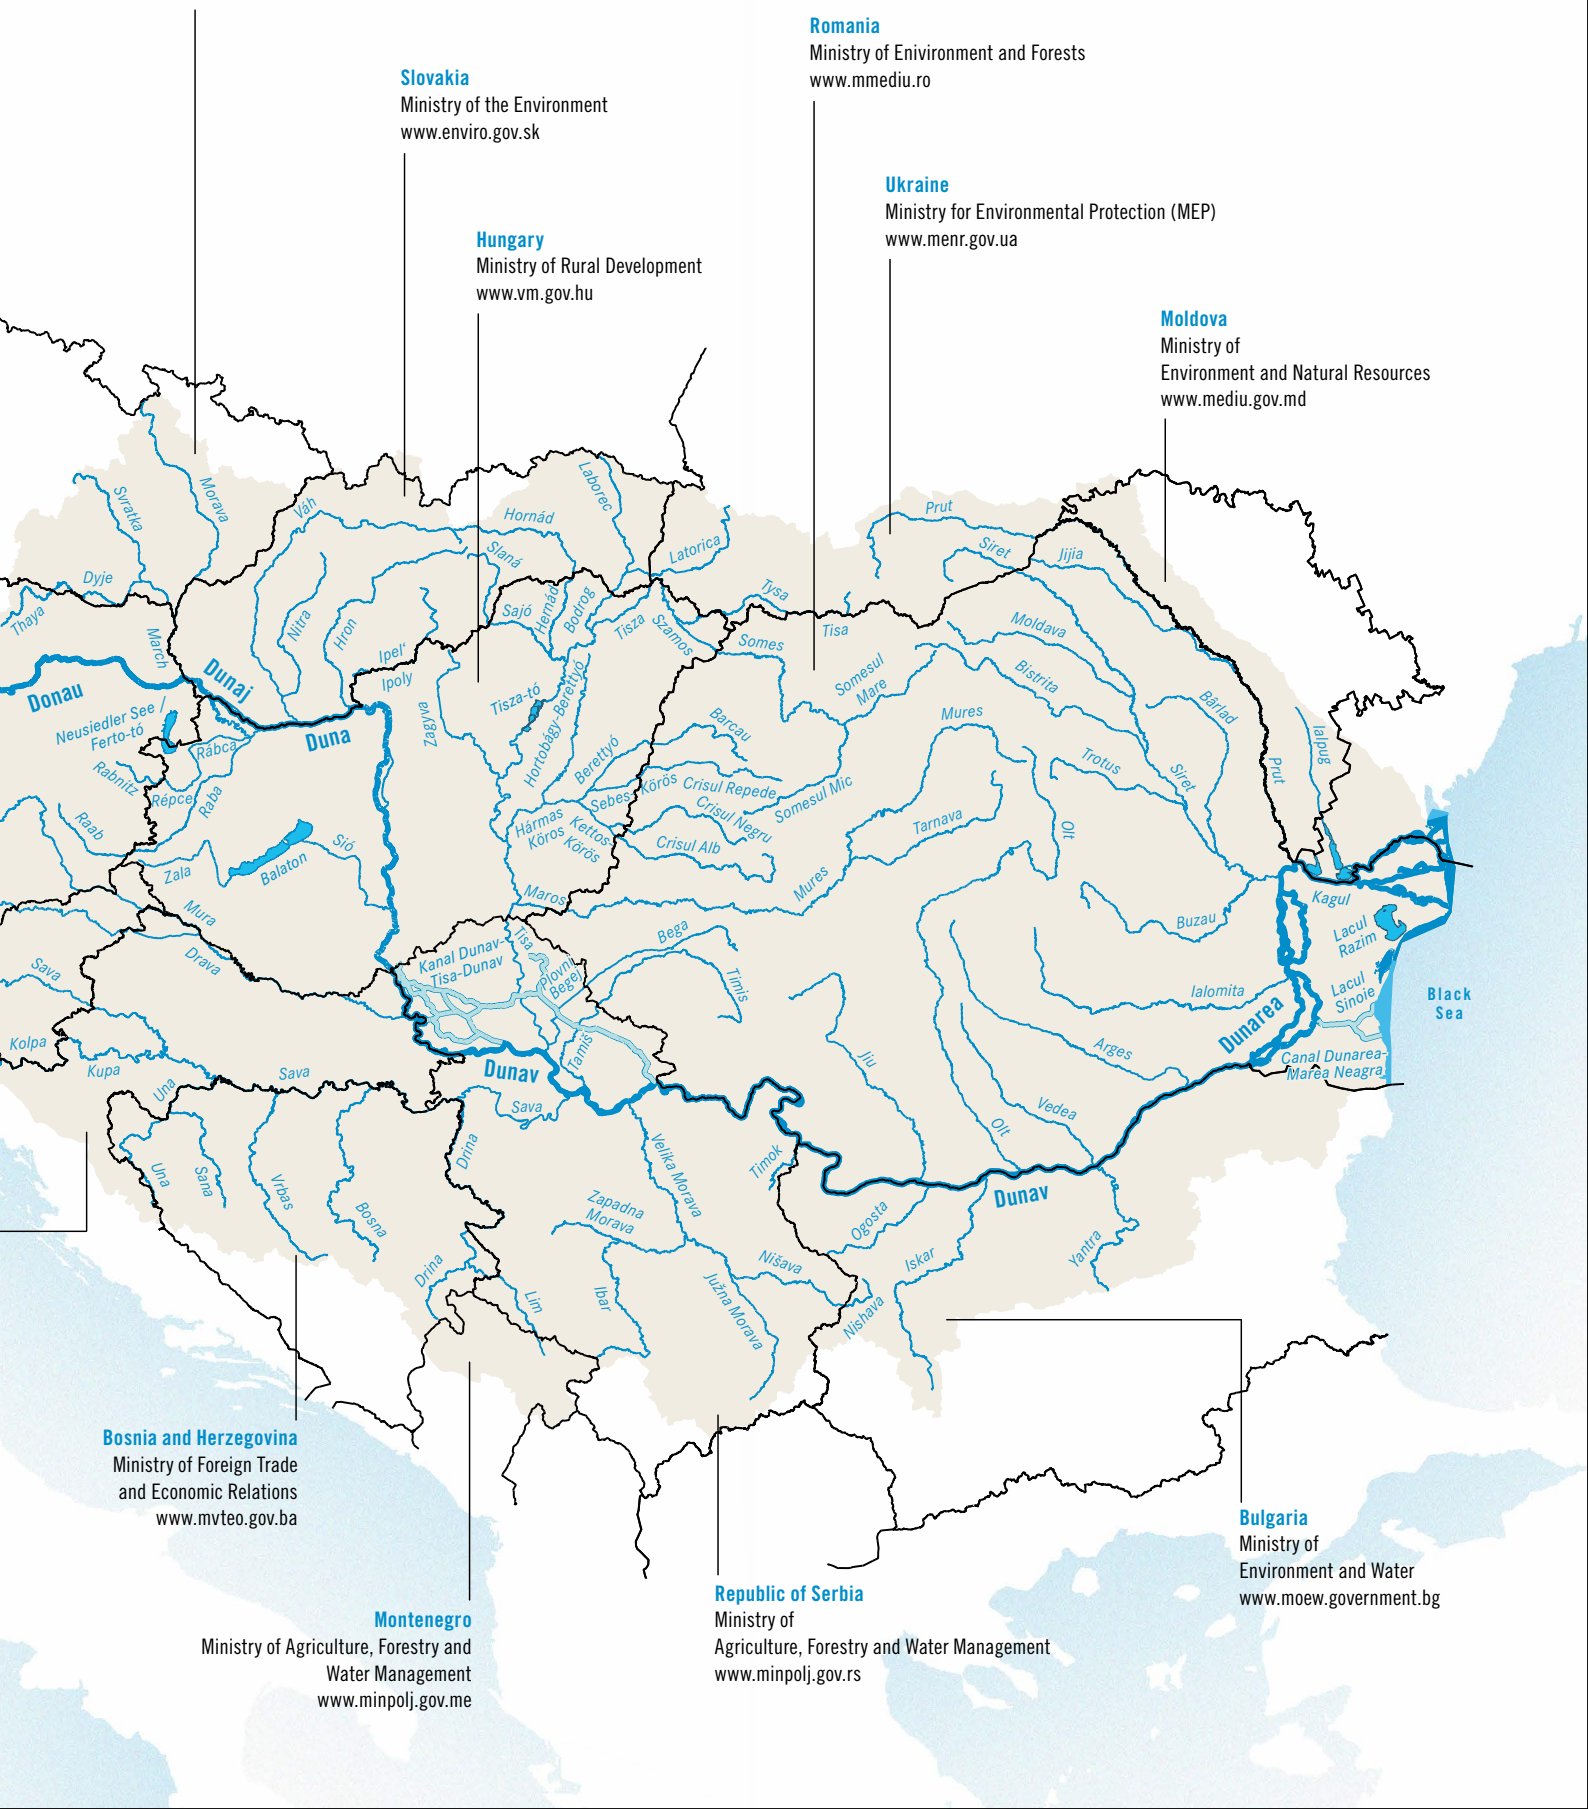 Romania
Ministry of Enivironment and Forests
www.mmediu.ro
Slovakia
Ministry of the Environment
www.enviro.gov.sk
Ukraine
Ministry for Environmental Protection (MEP)
www.menr.gov.ua
Hungary
Ministry of Rural Development
www.vm.gov.hu
Moldova
Ministry of
Environment and Natural Resources
www.mediu.gov.md
Svratka
Morava
Váh
Hornád
Laborec
Slaná
Latorica
Prut
Siret
Jijia
Dyje
Thaya
March
Nitra
Hron
Ipel'
Ipoly
Sajó
Hernád
Bodrog
Tisza
Szamos
Tysa
Somes
Tisa
Moldava
Bistrita
Somesul
Mare
Donau
Dunaj
Duna
Neusiedler See /
Ferto-tó
Rábca
Rabnitz
Répce
Raba
Raab
Zagyva
Tisza-tó
Hortobágy-Berettyó
Berettyó
Barcau
Mures
Trotus
Siret
Bârlad
Prut
Ialpug
Sebes-Körös
Crisul Repede
Somesul Mic
Crisul Negru
Hármas
Körös
Kettos-
Körös
Crisul Alb
Tarnava
Olt
Sió
Balaton
Zala
Mura
Drava
Maros
Mures
Bega
Timis
Buzau
Kagul
Lacul
Razim
Lacul
Sinoie
Black
Sea
Kanal Dunav-
Tisa-Dunav
Tisa
Plovni
Begej
Tamiš
Ialomita
Dunarea
Arges
Canal Dunarea-
Marea Neagra
Sava
Kolpa
Kupa
Una
Sava
Dunav
Sava
Jiu
Vedea
Olt
Una
Sana
Vrbas
Bosna
Drina
Velika Morava
Timok
Dunav
Zapadna
Morava
Ogosta
Iskar
Yantra
Drina
Lim
Ibar
Južna Morava
Nišava
Nishava
Bosnia and Herzegovina
Ministry of Foreign Trade
and Economic Relations
www.mvteo.gov.ba
Bulgaria
Ministry of
Environment and Water
www.moew.government.bg
Republic of Serbia
Ministry of
Agriculture, Forestry and Water Management
www.minpolj.gov.rs
Montenegro
Ministry of Agriculture, Forestry and
Water Management
www.minpolj.gov.me